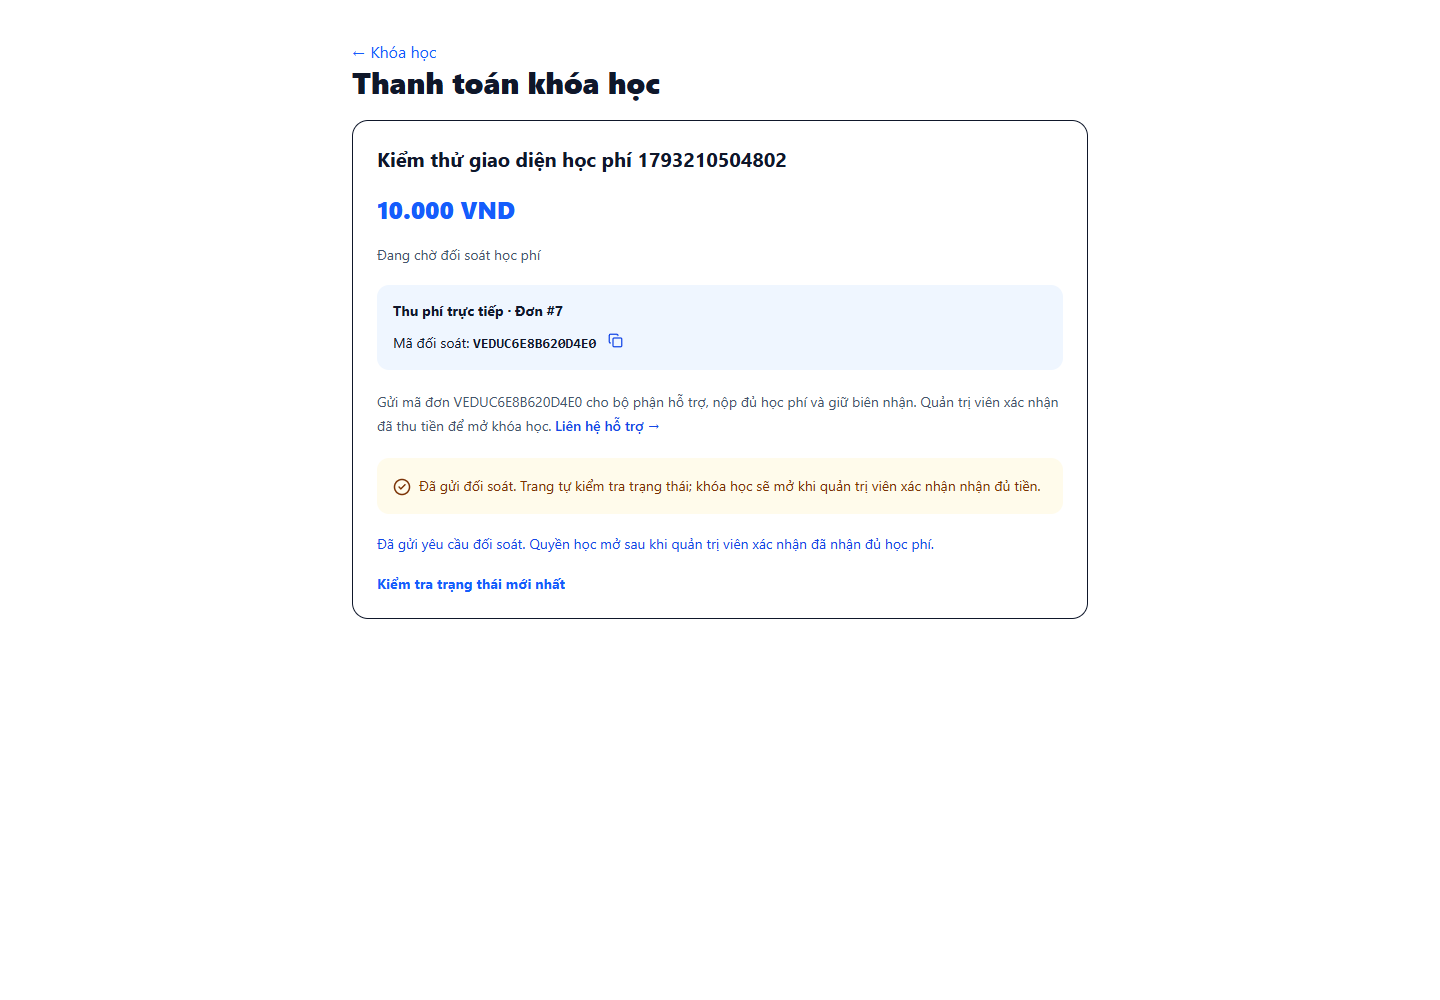 ← Khóa học
Thanh toán khóa học
Kiểm thử giao diện học phí 1793210504802
10.000 VND
Đang chờ đối soát học phí
Thu phí trực tiếp · Đơn #7
Mã đối soát: VEDUC6E8B620D4E0
Gửi mã đơn VEDUC6E8B620D4E0 cho bộ phận hỗ trợ, nộp đủ học phí và giữ biên nhận. Quản trị viên xác nhận
đã thu tiền để mở khóa học. Liên hệ hỗ trợ →
Đã gửi đối soát. Trang tự kiểm tra trạng thái; khóa học sẽ mở khi quản trị viên xác nhận nhận đủ tiền.
Đã gửi yêu cầu đối soát. Quyền học mở sau khi quản trị viên xác nhận đã nhận đủ học phí.
Kiểm tra trạng thái mới nhất